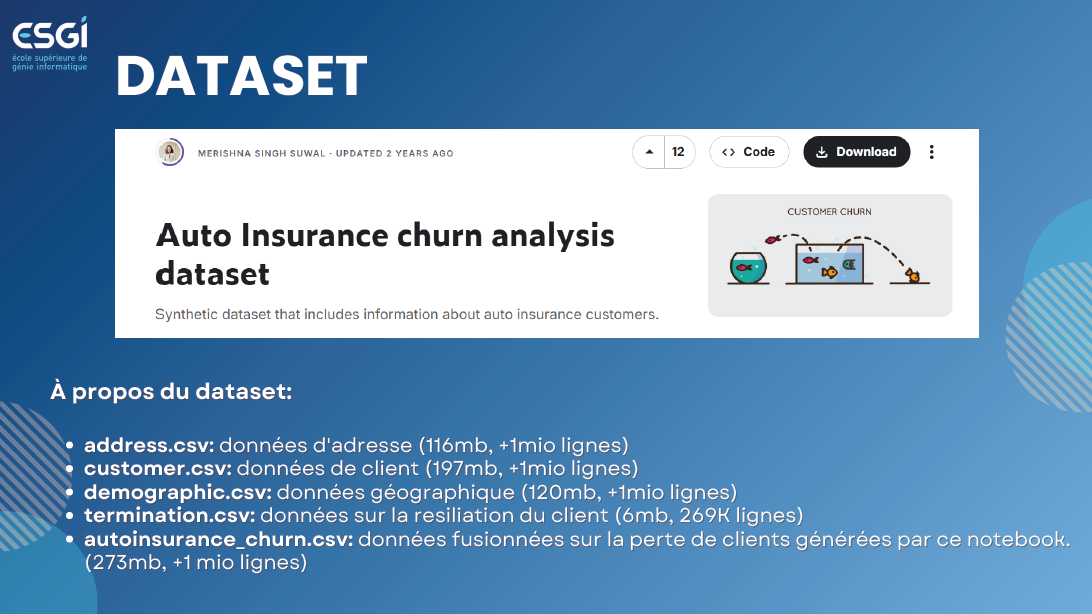 ESGI
école supérieure de
génie informatique
DATASET
MERISHNA SINGH SUWAL · UPDATED 2 YEARS AGO
12
<> Code
Download
Auto Insurance churn analysis
dataset
Synthetic dataset that includes information about auto insurance customers.
CUSTOMER CHURN
À propos du dataset:
• address.csv: données d'adresse (116mb, +1mio lignes)
• customer.csv: données de client (197mb, +1mio lignes)
• demographic.csv: données géographique (120mb, +1mio lignes)
• termination.csv: données sur la resiliation du client (6mb, 269K lignes)
• autoinsurance_churn.csv: données fusionnées sur la perte de clients générées par ce notebook.
(273mb, +1 mio lignes)